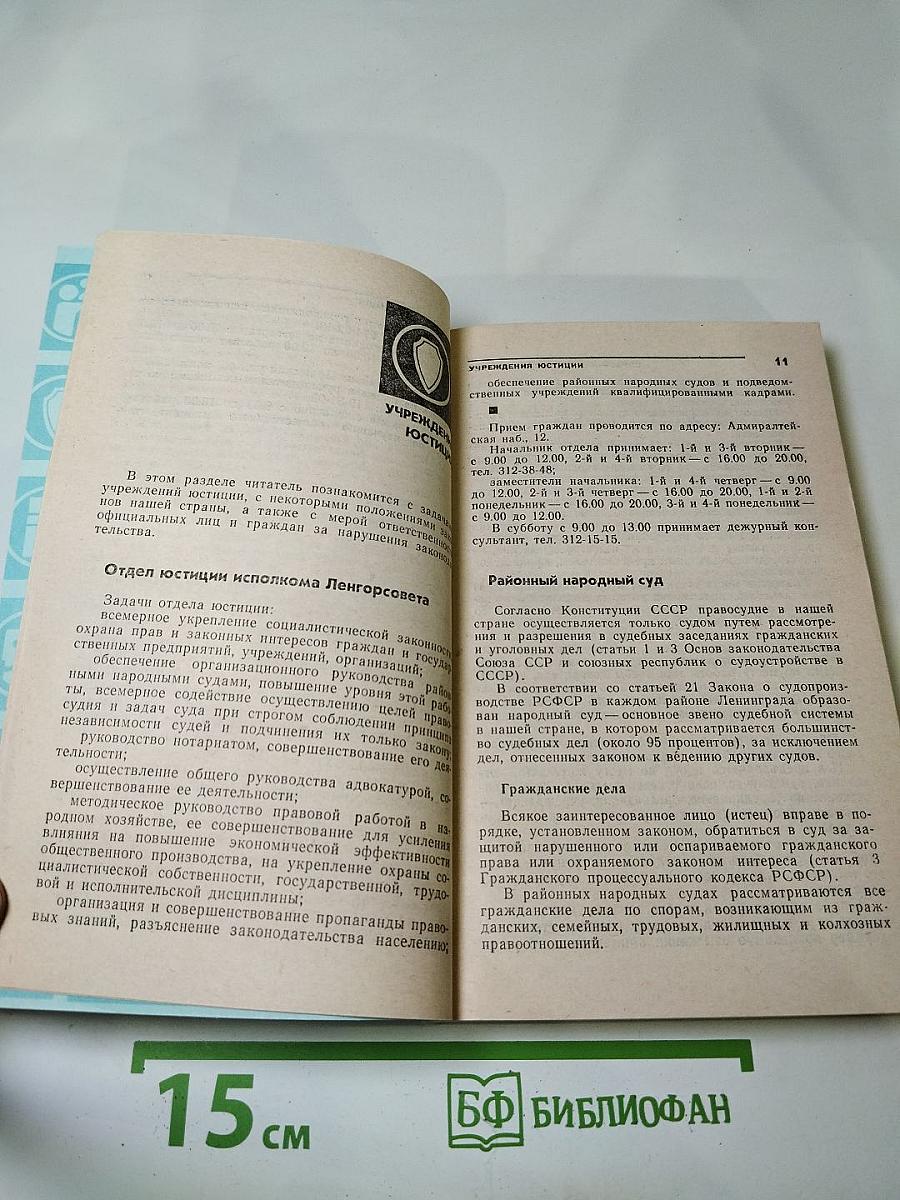 УЧРЕЖДЕН
ЮСТИЦИ
В этом разделе читатель познакомится с задача
учреждений юстиции, с некоторыми положениями зак
нов нашей страны, а также с мерой ответственнос
официальных лиц и граждан за нарушения законода
тельства.
Отдел юстиции исполкома Ленгорсовета
Задачи отдела юстиции:
всемерное укрепление социалистической законност
охрана прав и законных интересов граждан и государ
ственных предприятий, учреждений, организаций;
обеспечение организационного руководства район
ными народными судами, повышение уровня этой рабо
ты, всемерное содействие осуществлению целей право
судия и задач суда при строгом соблюдении принципа
независимости судей и подчинения их только закону;
руководство нотариатом, совершенствование его дея-
тельности;
осуществление общего руководства адвокатурой, со-
вершенствование ее деятельности;
методическое руководство правовой работой в на-
родном хозяйстве, ее совершенствование для усиления
влияния на повышение экономической эффективности
общественного производства, на укрепление охраны со-
циалистической собственности, государственной, трудо-
вой и исполнительской дисциплины;
организация и совершенствование пропаганды право-
вых знаний, разъяснение законодательства населению;
УЧРЕЖДЕНИЯ ЮСТИЦИИ 11
обеспечение районных народных судов и подведом-
ственных учреждений квалифицированными кадрами.
Прием граждан проводится по адресу: Адмиралтей-
ская наб., 12.
Начальник отдела принимает: 1-й и 3-й вторник —
с 9.00 до 12.00, 2-й и 4-й вторник — с 16.00 до 20.00,
тел. 312-38-48;
заместители начальника: 1-й и 4-й четверг — с 9.00
до 12.00, 2-й и 3-й четверг — с 16.00 до 20.00, 1-й и 2-й
понедельник — с 16.00 до 20.00, 3-й и 4-й понедельник —
с 9.00 до 12.00.
В субботу с 9.00 до 13.00 принимает дежурный кон-
сультант, тел. 312-15-15.
Районный народный суд
Согласно Конституции СССР правосудие в нашей
стране осуществляется только судом путем рассмотре-
ния и разрешения в судебных заседаниях гражданских
и уголовных дел (статьи 1 и 3 Основ законодательства
Союза ССР и союзных республик о судоустройстве в
СССР).
В соответствии со статьей 21 Закона о судопроиз-
водстве РСФСР в каждом районе Ленинграда образо-
ван народный суд — основное звено судебной системы
в нашей стране, в котором рассматривается большинст-
во судебных дел (около 95 процентов), за исключением
дел, отнесенных законом к ве́дению других судов.
Гражданские дела
Всякое заинтересованное лицо (истец) вправе в по-
рядке, установленном законом, обратиться в суд за за-
щитой нарушенного или оспариваемого гражданского
права или охраняемого законом интереса (статья 3
Гражданского процессуального кодекса РСФСР).
В районных народных судах рассматриваются все
гражданские дела по спорам, возникающим из граж-
данских, семейных, трудовых, жилищных и колхозных
правоотношений.
15 см
БФ БИБЛИОФАН